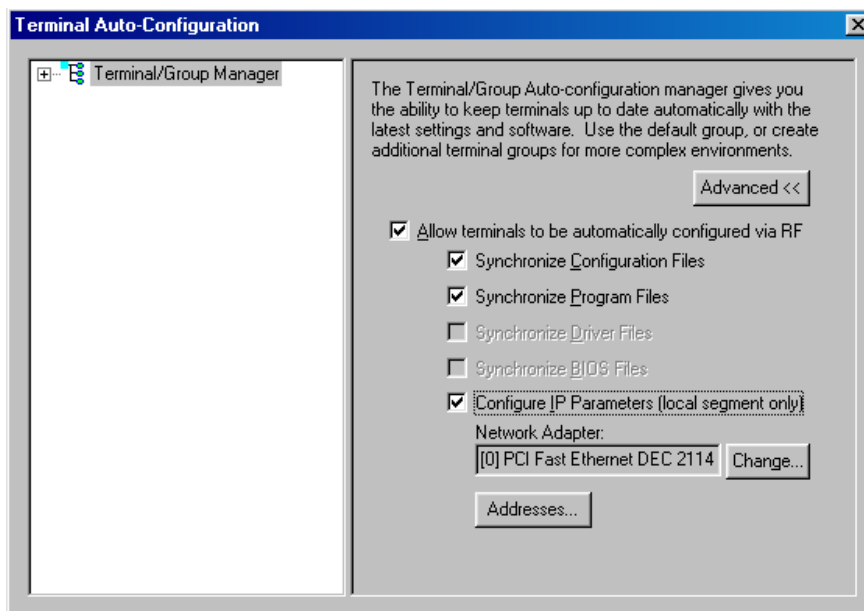 Terminal Auto-Configuration
Terminal/Group Manager
The Terminal/Group Auto-configuration manager gives you
the ability to keep terminals up to date automatically with the
latest settings and software. Use the default group, or create
additional terminal groups for more complex environments.
Advanced <<
Allow terminals to be automatically configured via RF
Synchronize Configuration Files
Synchronize Program Files
Synchronize Driver Files
Synchronize BIOS Files
Configure IP Parameters (local segment only)
Network Adapter:
[0] PCI Fast Ethernet DEC 2114
Change...
Addresses...